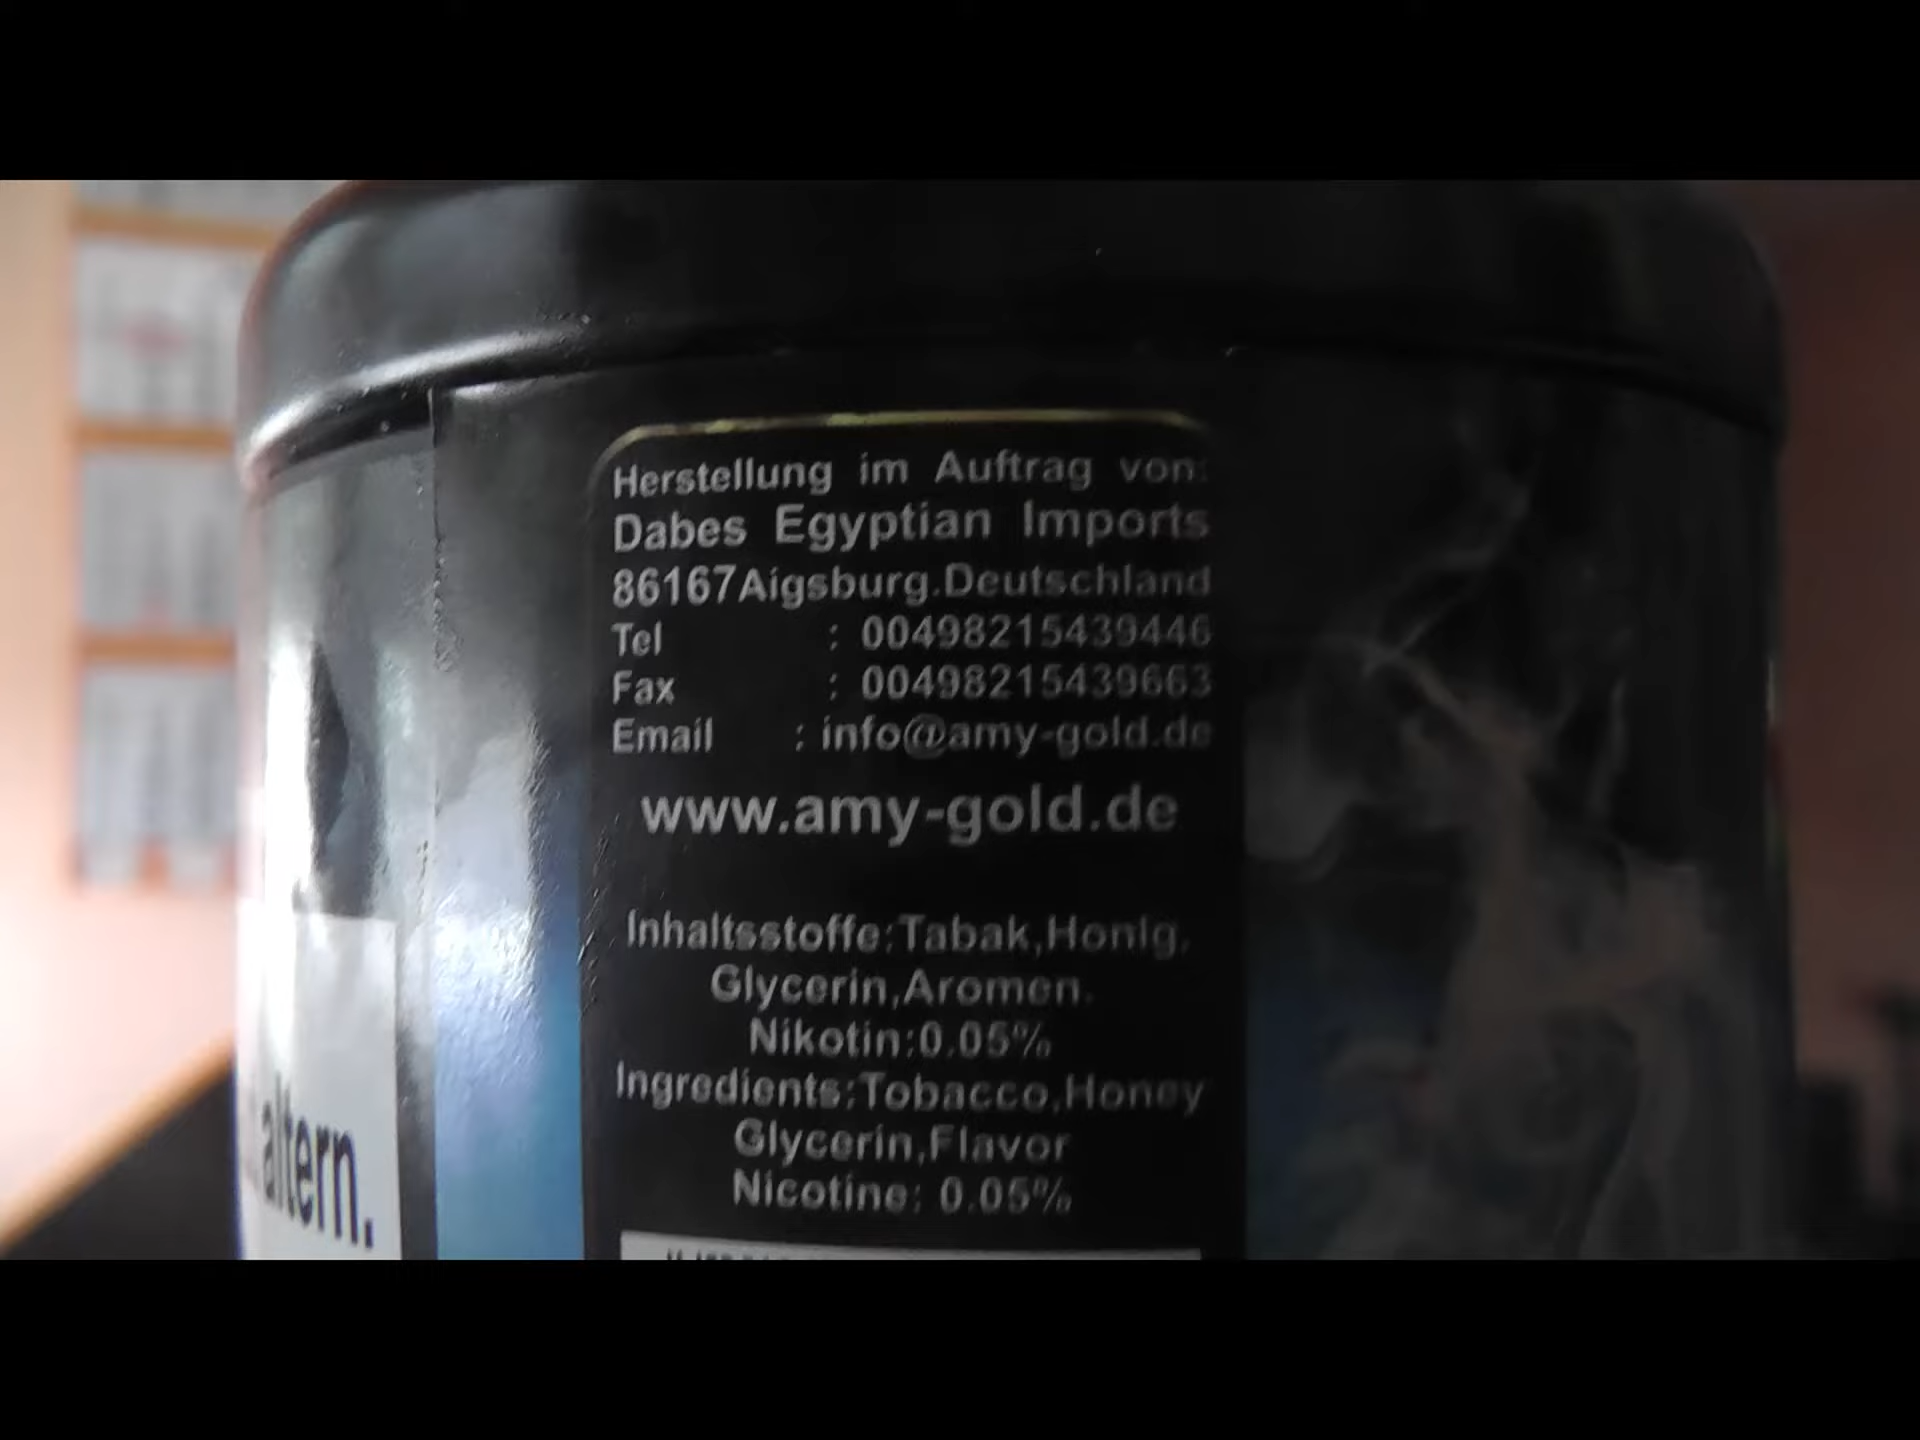 Herstellung im Auftrag von:
Dabes Egyptian Imports
86167Aigsburg.Deutschland
Tel : 00498215439446
Fax : 00498215439663
Email : info@amy-gold.de
www.amy-gold.de
Inhaltsstoffe:Tabak,Honig,
Glycerin,Aromen.
Nikotin:0.05%
Ingredients:Tobacco,Honey
Glycerin,Flavor
Nicotine: 0.05%
altern.